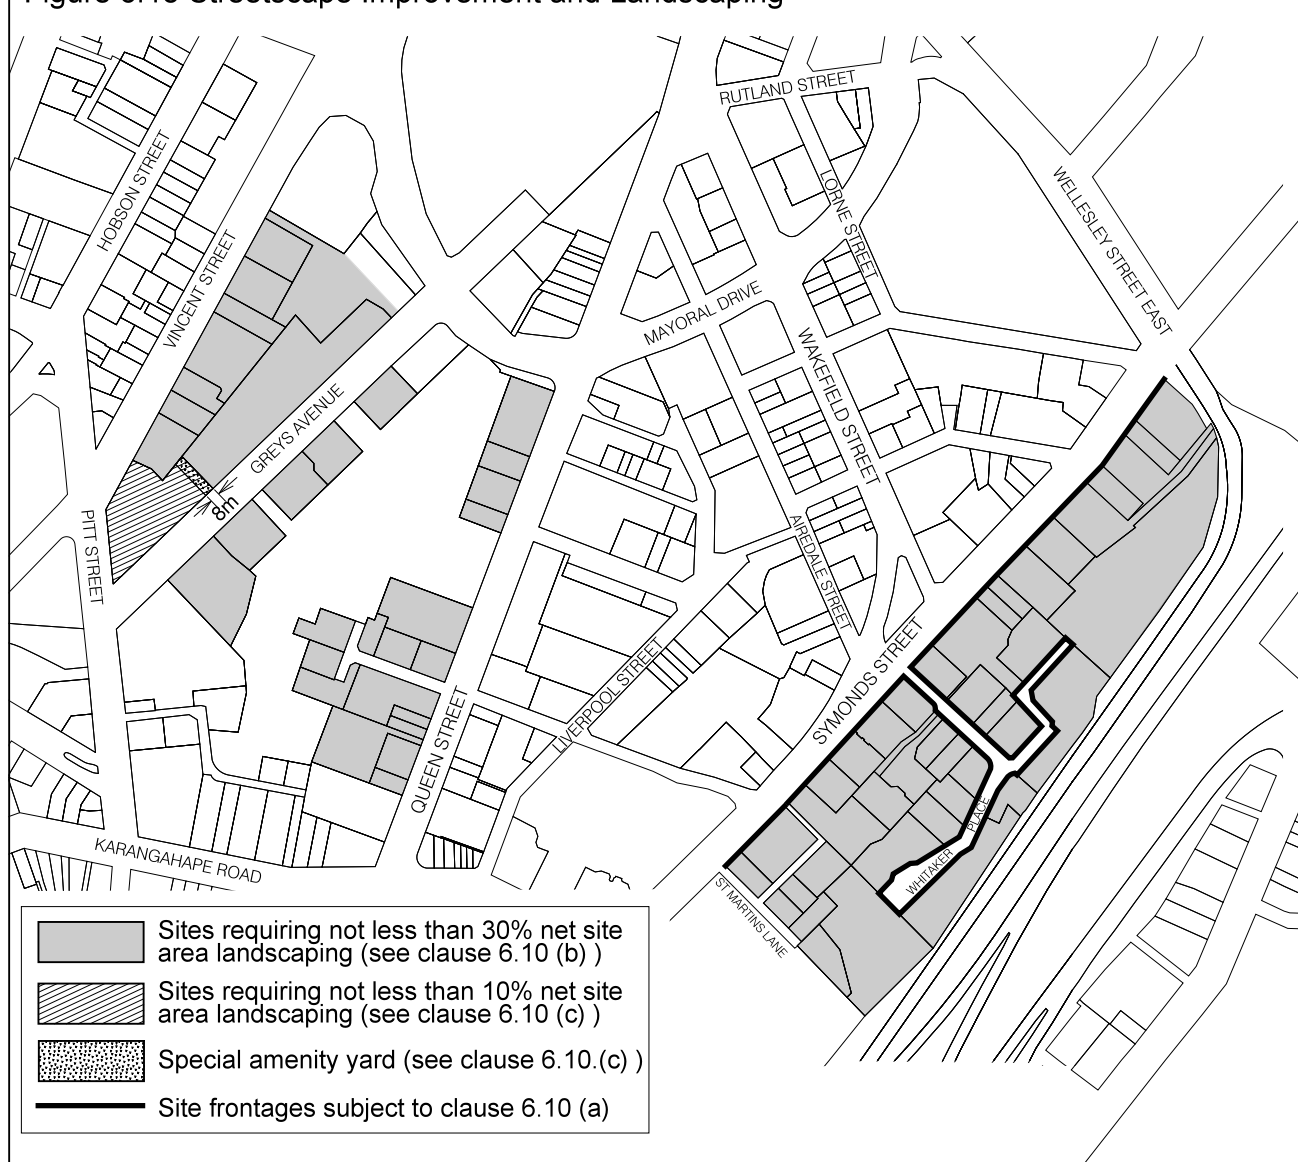 Figure 6.10 Streetscape Improvement and Landscaping
RUTLAND STREET
HOBSON STREET
LORNE STREET
WELLESLEY STREET EAST
VINCENT STREET
MAYORAL DRIVE
WAKEFIELD STREET
GREYS AVENUE
8m
PITT STREET
AIREDALE STREET
SYMONDS STREET
LIVERPOOL STREET
QUEEN STREET
PLACE
WHITAKER
KARANGAHAPE ROAD
ST MARTINS LANE
Sites requiring not less than 30% net site
area landscaping (see clause 6.10 (b) )
Sites requiring not less than 10% net site
area landscaping (see clause 6.10 (c) )
Special amenity yard (see clause 6.10.(c) )
Site frontages subject to clause 6.10 (a)